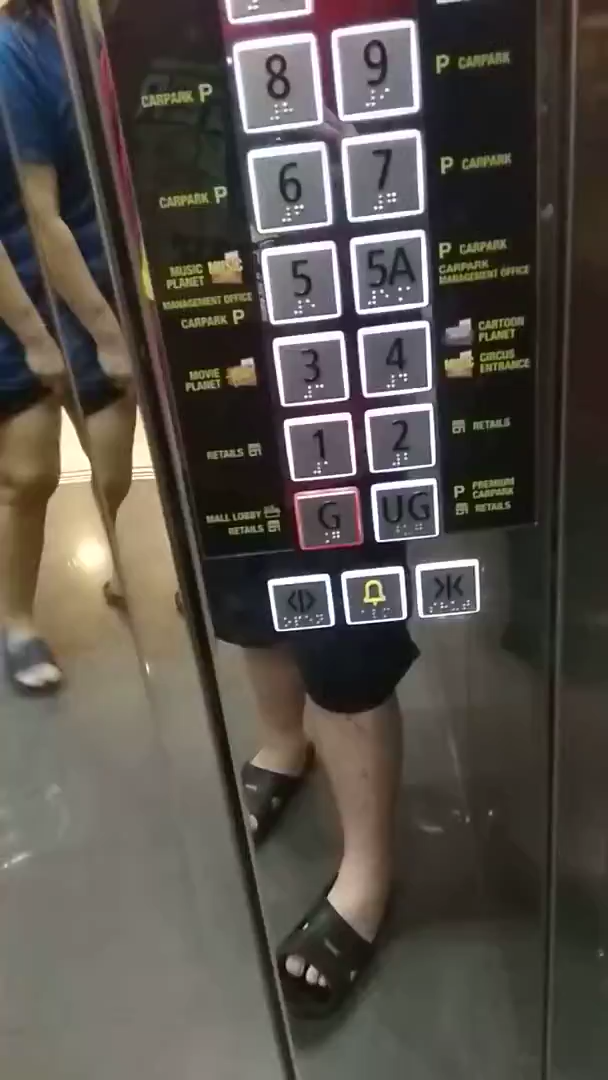 8
9
P CARPARK
CARPARK P
6
7
P CARPARK
CARPARK P
5
5A
P CARPARK
CARPARK
MANAGEMENT OFFICE
MUSIC
PLANET
MANAGEMENT OFFICE
CARPARK P
3
4
CARTOON
PLANET
CIRCUS
ENTRANCE
MOVIE
PLANET
1
2
RETAILS
RETAILS
G
UG
P PREMIUM
CARPARK
RETAILS
MALL LOBBY
RETAILS